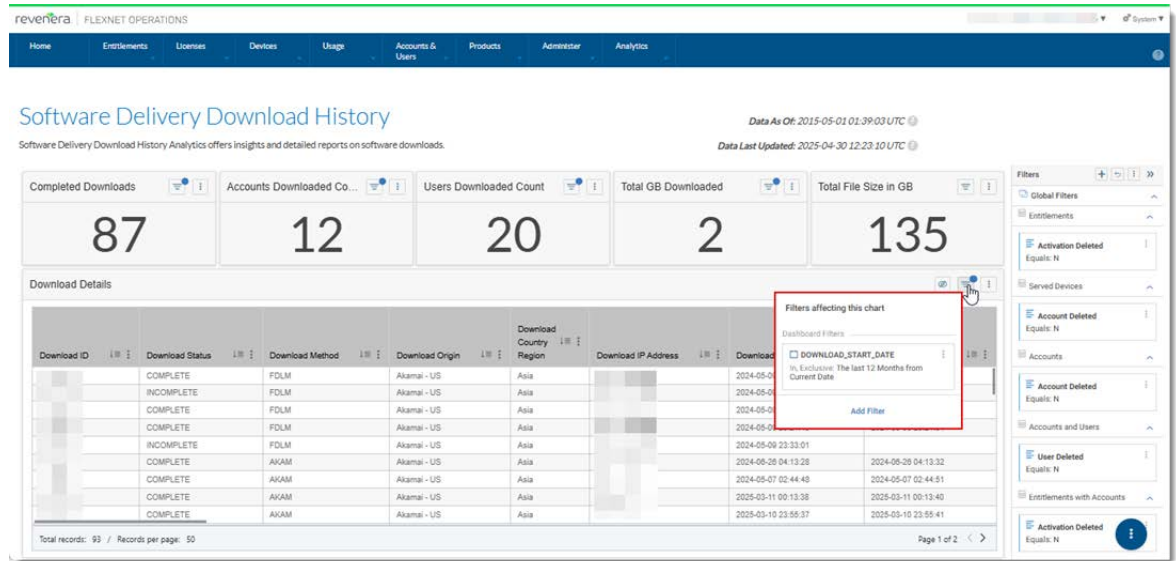 revenera FLEXNET OPERATIONS
System
Home Entitlements Licenses Devices Usage Accounts & Users Products Administer Analytics
Software Delivery Download History
Data As Of: 2015-05-01 01:39:03 UTC
Software Delivery Download History Analytics offers insights and detailed reports on software downloads.
Data Last Updated: 2025-04-30 12:23:10 UTC
Completed Downloads
87
Accounts Downloaded Co...
12
Users Downloaded Count
20
Total GB Downloaded
2
Total File Size in GB
135
Download Details
Download ID Download Status Download Method Download Origin Download Country Region Download IP Address Download
COMPLETE FDLM Akamai - US Asia
INCOMPLETE FDLM Akamai - US Asia
COMPLETE FDLM Akamai - US Asia
COMPLETE FDLM Akamai - US Asia
INCOMPLETE FDLM Akamai - US Asia 2024-05-09 23:33:01
COMPLETE AKAM Akamai - US Asia 2024-06-26 04:13:28 2024-06-26 04:13:32
COMPLETE AKAM Akamai - US Asia 2024-05-07 02:44:48 2024-05-07 02:44:51
COMPLETE AKAM Akamai - US Asia 2025-03-11 00:13:38 2025-03-11 00:13:40
COMPLETE AKAM Akamai - US Asia 2025-03-10 23:55:37 2025-03-10 23:55:41
Total records: 93 / Records per page: 50
Page 1 of 2
Filters affecting this chart
Dashboard Filters
DOWNLOAD_START_DATE
In, Exclusive: The last 12 Months from
Current Date
Add Filter
Filters
Global Filters
Entitlements
Activation Deleted
Equals: N
Served Devices
Account Deleted
Equals: N
Accounts
Account Deleted
Equals: N
Accounts and Users
User Deleted
Equals: N
Entitlements with Accounts
Activation Deleted
Equals: N